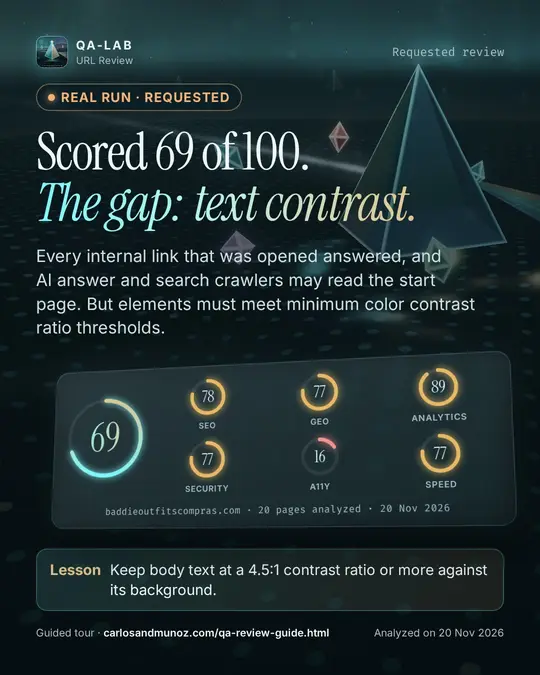 QA-LAB
URL Review
Requested review
REAL RUN · REQUESTED
Scored 69 of 100.
The gap: text contrast.
Every internal link that was opened answered, and
AI answer and search crawlers may read the start
page. But elements must meet minimum color contrast
ratio thresholds.
69
78
SEO
77
GEO
89
ANALYTICS
77
SECURITY
16
A11Y
77
SPEED
baddieoutfitscompras.com · 20 pages analyzed · 20 Nov 2026
Lesson Keep body text at a 4.5:1 contrast ratio or more against
its background.
Guided tour · carlosandmunoz.com/qa-review-guide.html
Analyzed on 20 Nov 2026